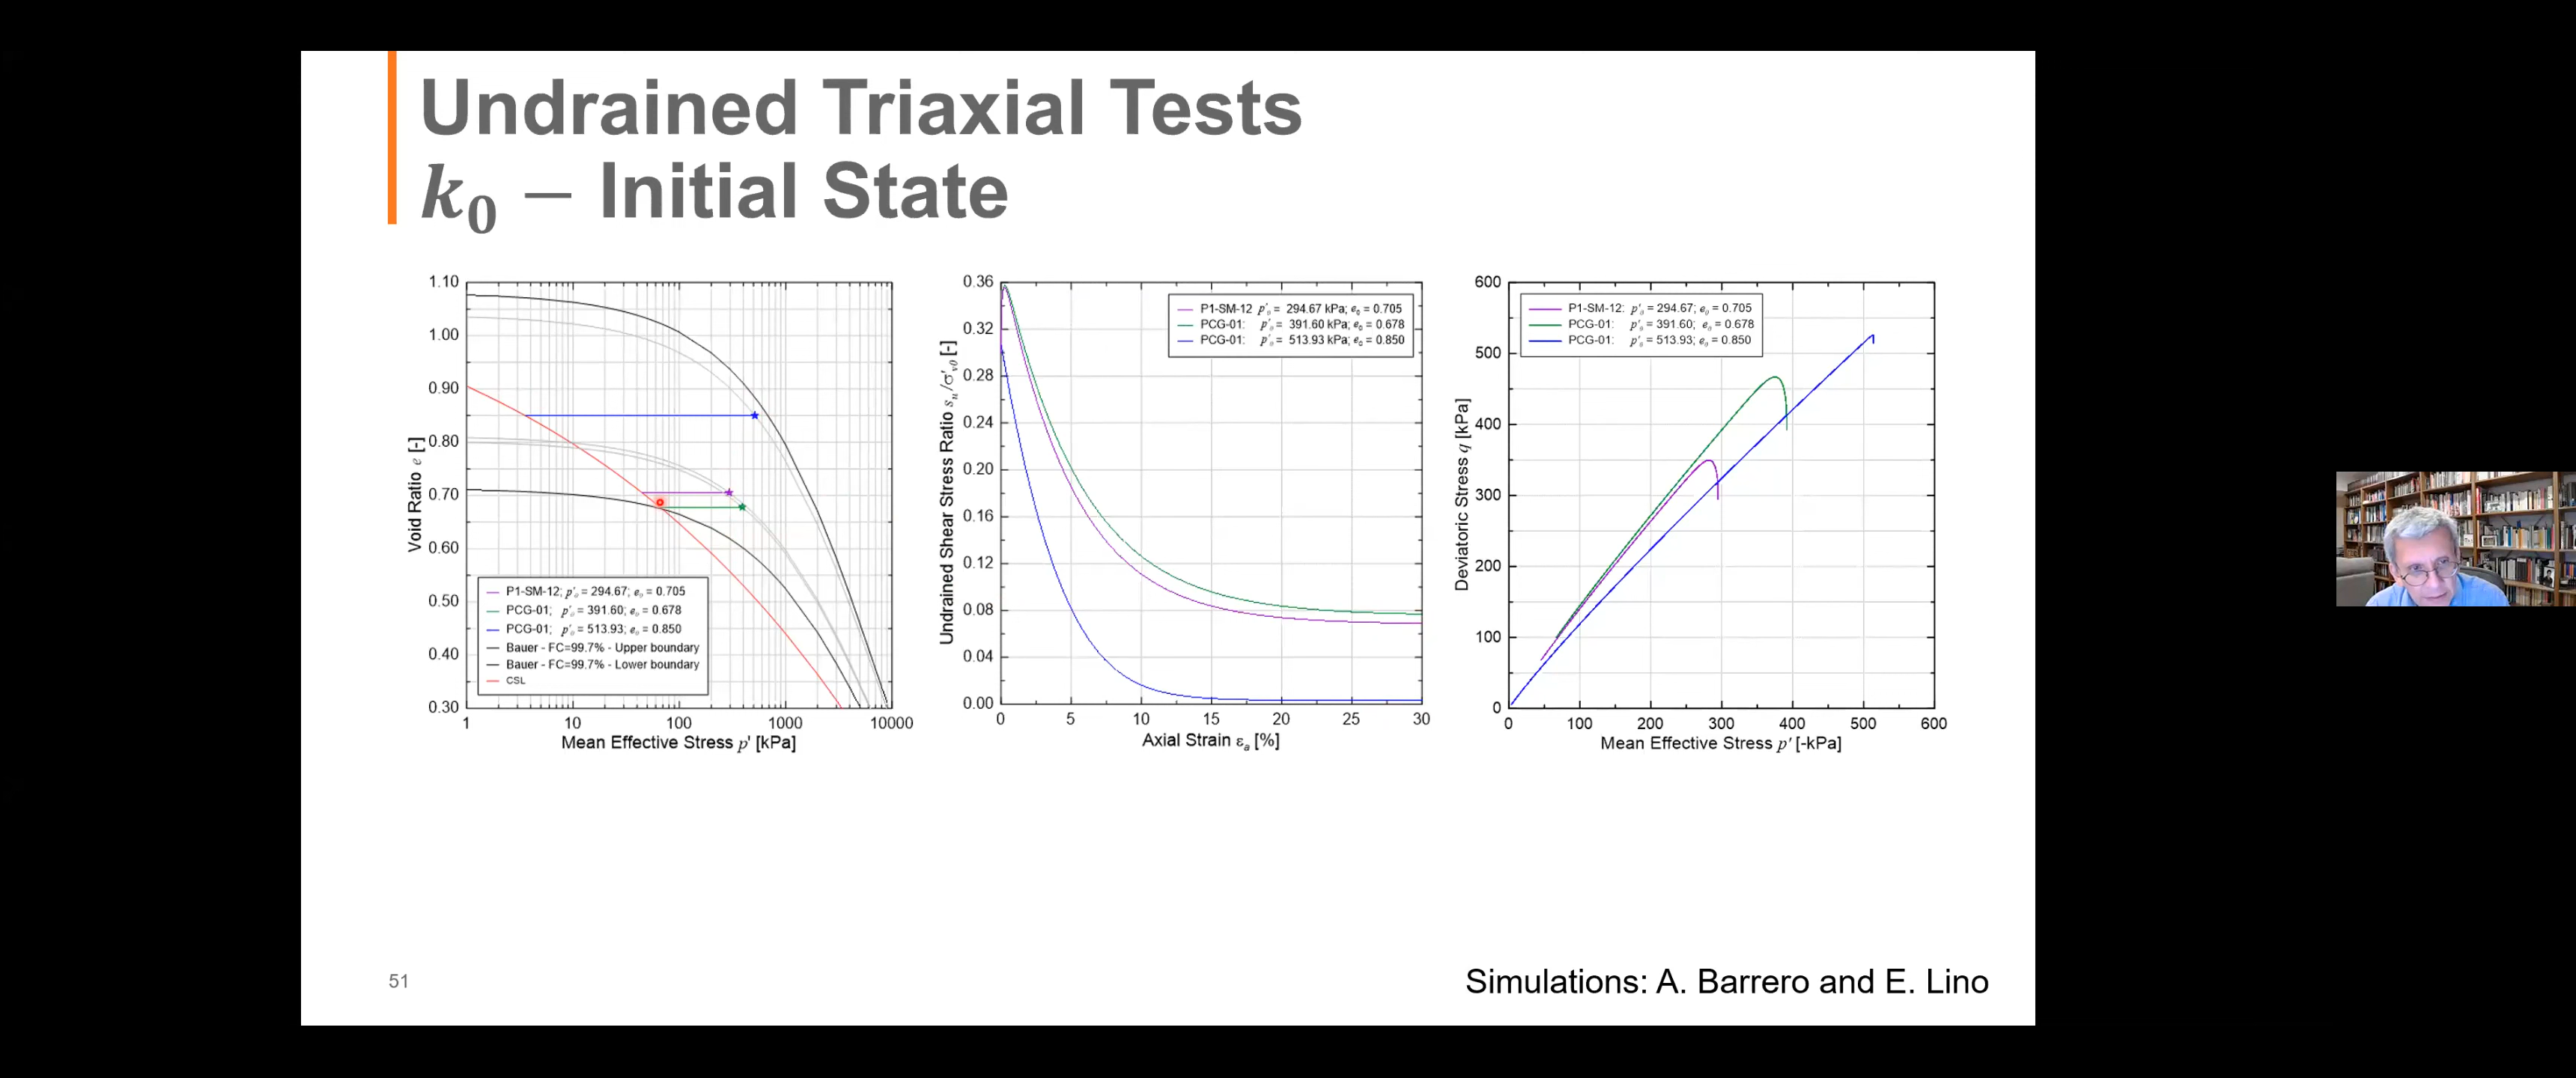 Undrained Triaxial Tests
k₀ – Initial State
1.10
1.00
0.90
0.80
0.70
0.60
0.50
0.40
0.30
Void Ratio e [-]
P1-SM-12; p'₀ = 294.67; e₀ = 0.705
PCG-01; p'₀ = 391.60; e₀ = 0.678
PCG-01; p'₀ = 513.93; e₀ = 0.850
Bauer - FC=99.7% - Upper boundary
Bauer - FC=99.7% - Lower boundary
CSL
1 10 100 1000 10000
Mean Effective Stress p' [kPa]
0.36
0.32
0.28
0.24
0.20
0.16
0.12
0.08
0.04
0.00
Undrained Shear Stress Ratio sᵤ/σ'ᵥ₀ [-]
P1-SM-12 p'₀ = 294.67 kPa; e₀ = 0.705
PCG-01: p'₀ = 391.60 kPa; e₀ = 0.678
PCG-01: p'₀ = 513.93 kPa; e₀ = 0.850
0 5 10 15 20 25 30
Axial Strain εₐ [%]
600
500
400
300
200
100
0
Deviatoric Stress q [kPa]
P1-SM-12: p'₀ = 294.67; e₀ = 0.705
PCG-01: p'₀ = 391.60; e₀ = 0.678
PCG-01: p'₀ = 513.93; e₀ = 0.850
0 100 200 300 400 500 600
Mean Effective Stress p' [-kPa]
51
Simulations: A. Barrero and E. Lino